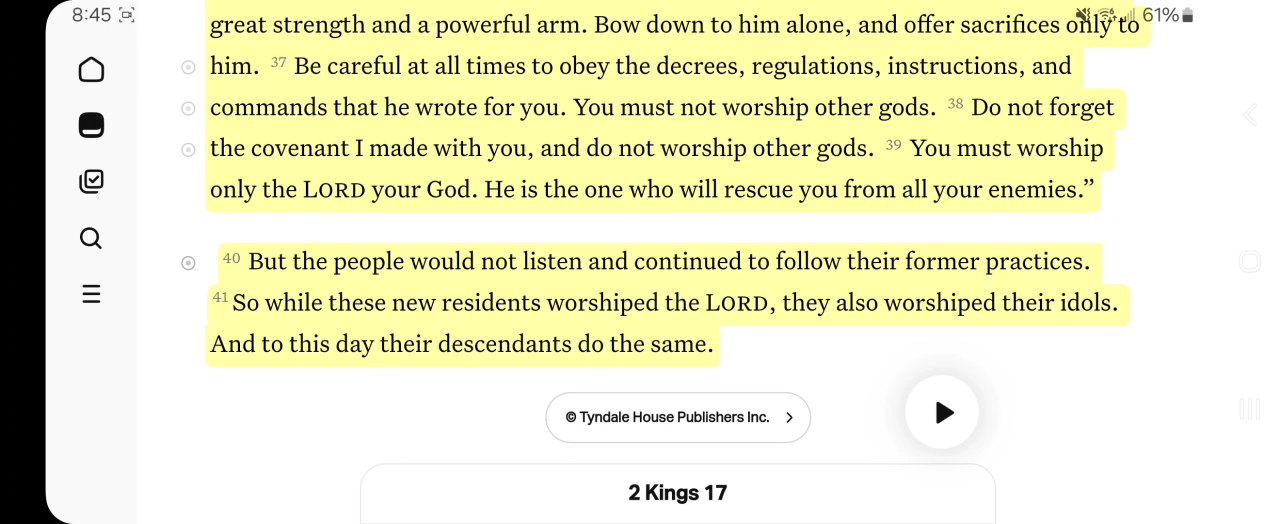 8:45
61%
great strength and a powerful arm. Bow down to him alone, and offer sacrifices only to
him. 37 Be careful at all times to obey the decrees, regulations, instructions, and
commands that he wrote for you. You must not worship other gods. 38 Do not forget
the covenant I made with you, and do not worship other gods. 39 You must worship
only the LORD your God. He is the one who will rescue you from all your enemies.”
40 But the people would not listen and continued to follow their former practices.
41 So while these new residents worshiped the LORD, they also worshiped their idols.
And to this day their descendants do the same.
© Tyndale House Publishers Inc.
2 Kings 17